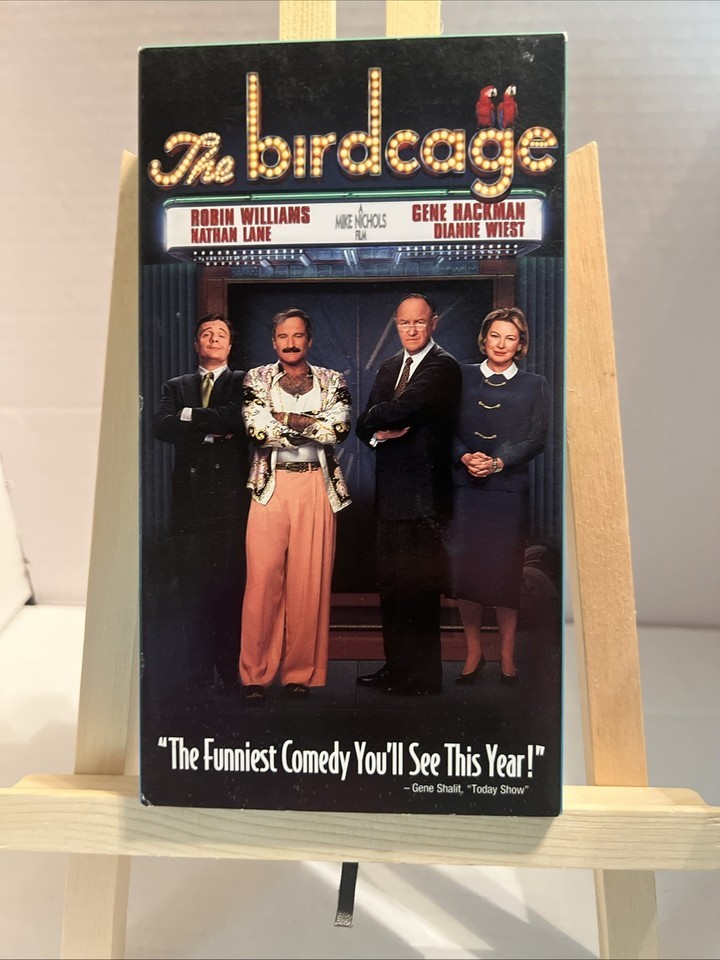 The birdcage
ROBIN WILLIAMS
NATHAN LANE
A
MIKE NICHOLS
FILM
GENE HACKMAN
DIANNE WIEST
"The Funniest Comedy You'll See This Year!"
– Gene Shalit, "Today Show"